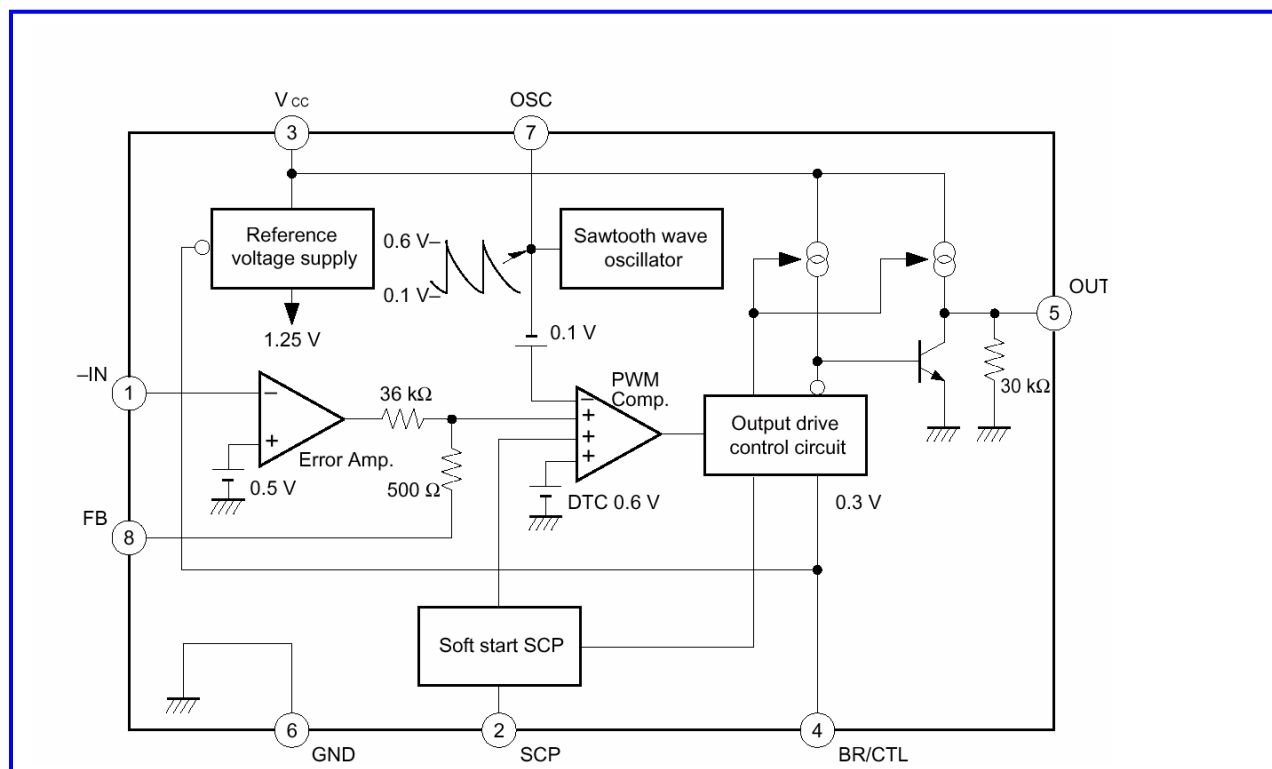 V CC
OSC
3
7
Reference
voltage supply
0.6 V–
0.1 V–
Sawtooth wave
oscillator
1.25 V
0.1 V
OUT
5
–IN
1
–
+
Error Amp.
0.5 V
36 kΩ
500 Ω
PWM
Comp.
–
+
+
+
DTC 0.6 V
Output drive
control circuit
30 kΩ
0.3 V
FB
8
Soft start SCP
6
GND
2
SCP
4
BR/CTL